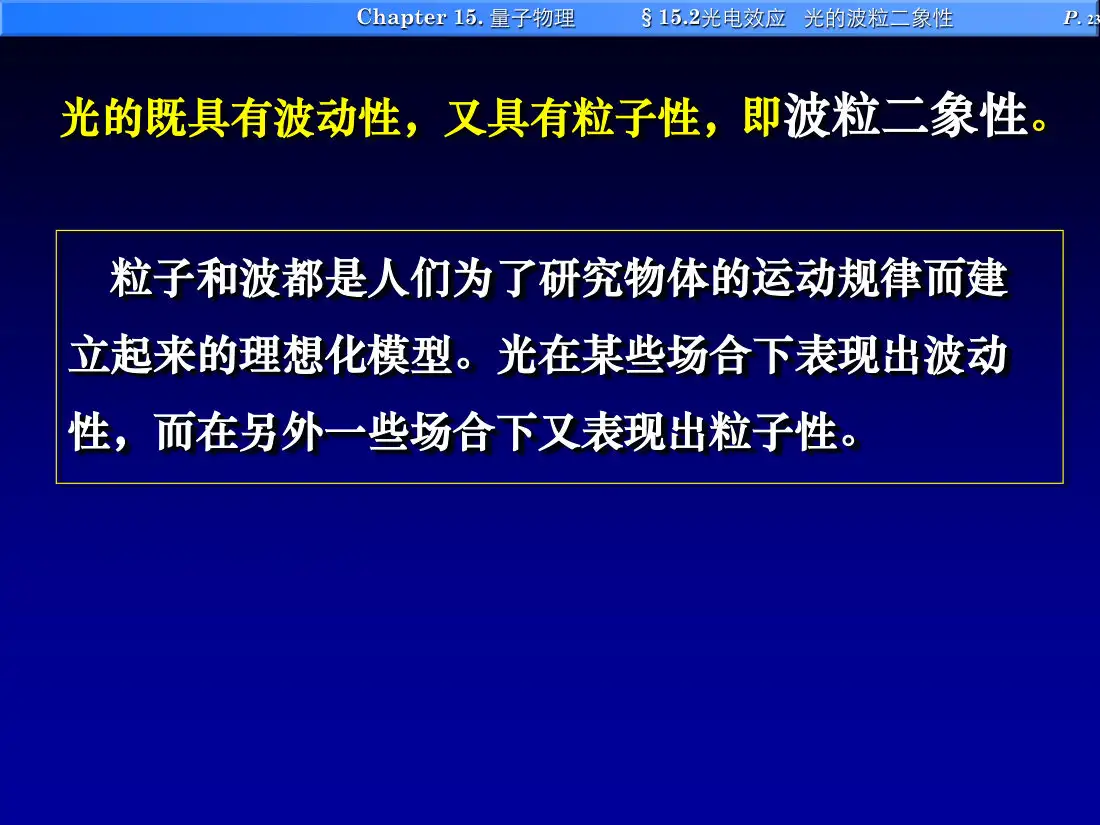 Chapter 15. 量子物理 §15.2光电效应 光的波粒二象性 P. 23
光的既具有波动性，又具有粒子性，即波粒二象性。
粒子和波都是人们为了研究物体的运动规律而建
立起来的理想化模型。光在某些场合下表现出波动
性，而在另外一些场合下又表现出粒子性。